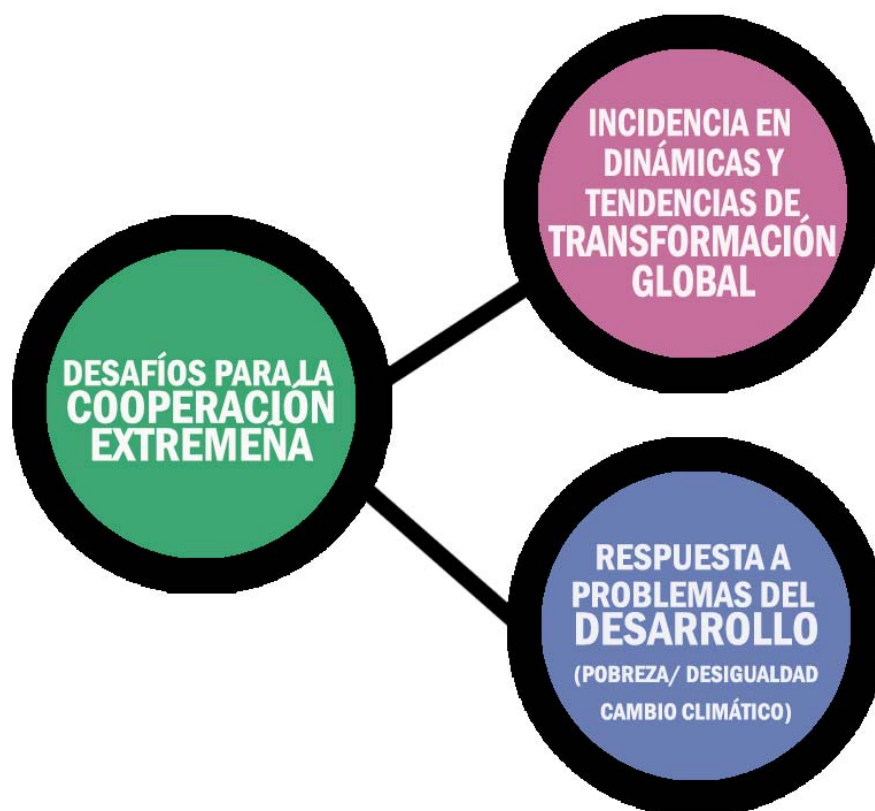 DESAFÍOS PARA LA
COOPERACIÓN
EXTREMEÑA
INCIDENCIA EN
DINÁMICAS Y
TENDENCIAS DE
TRANSFORMACIÓN
GLOBAL
RESPUESTA A
PROBLEMAS DEL
DESARROLLO
(POBREZA/ DESIGUALDAD
CAMBIO CLIMÁTICO)